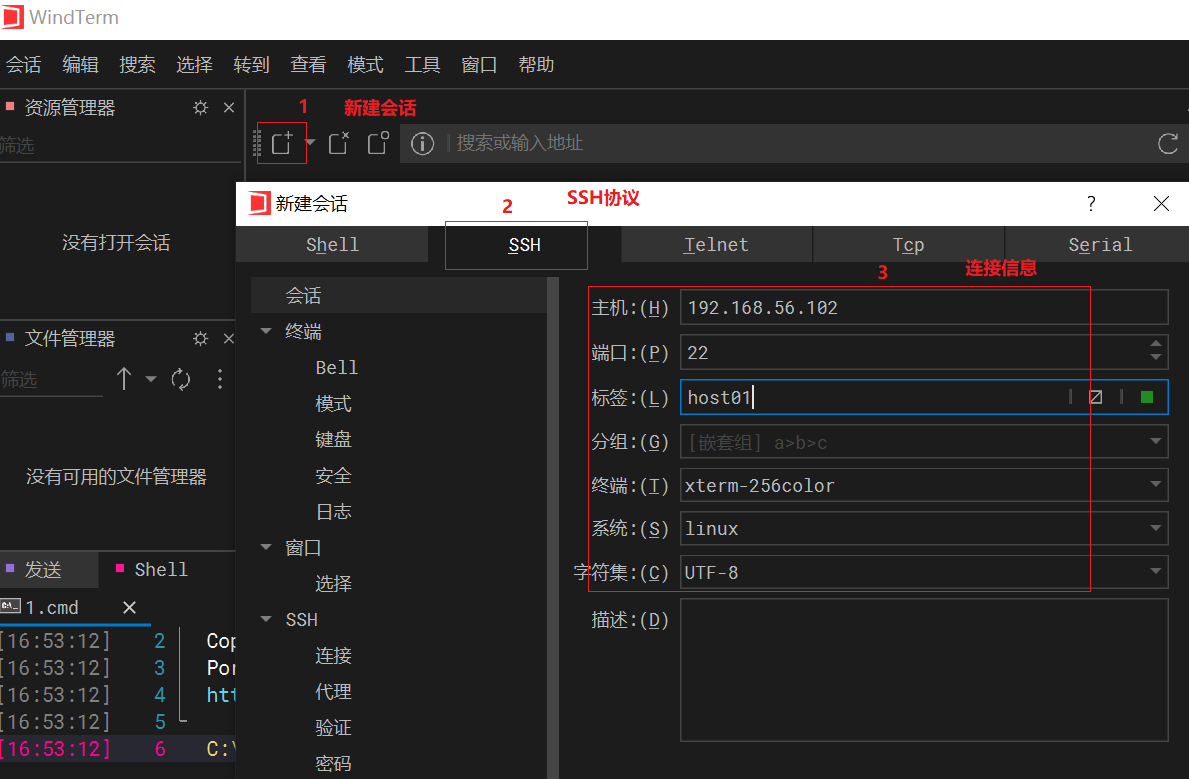 WindTerm
会话 编辑 搜索 选择 转到 查看 模式 工具 窗口 帮助
资源管理器
1 新建会话
筛选
搜索或输入地址
新建会话
2 SSH协议
?
Shell SSH Telnet Tcp Serial
没有打开会话
3 连接信息
会话
主机:(H) 192.168.56.102
文件管理器
终端
端口:(P) 22
筛选
Bell
标签:(L) host01
模式
分组:(G) [嵌套组] a>b>c
键盘
没有可用的文件管理器
安全
终端:(T) xterm-256color
日志
系统:(S) linux
窗口
发送 Shell
字符集:(C) UTF-8
选择
1.cmd
SSH
描述:(D)
[16:53:12] 2 Cop
连接
[16:53:12] 3 Por
代理
[16:53:12] 4 htt
[16:53:12] 5
验证
[16:53:12] 6 C:\
密码